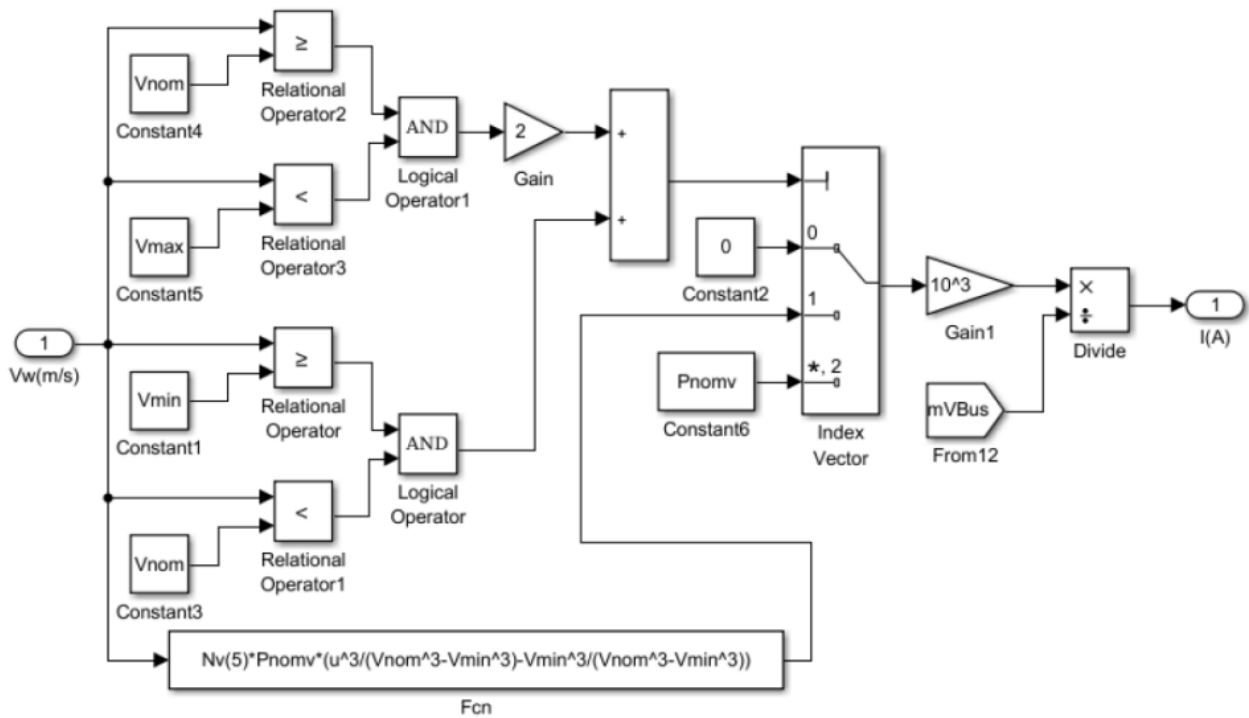 ≥
Vnom
Relational
Operator2
Constant4
AND
2
+
Logical
Operator1
Gain
<
Vmax
Relational
Operator3
Constant5
+
0
0
Constant2
10^3
×
÷
1
I(A)
1
Gain1
Divide
1
Vw(m/s)
≥
Vmin
Relational
Operator
Constant1
AND
Logical
Operator
Pnomv
*, 2
Constant6
Index
Vector
mVBus
From12
<
Vnom
Relational
Operator1
Constant3
Nv(5)*Pnomv*(u^3/(Vnom^3-Vmin^3)-Vmin^3/(Vnom^3-Vmin^3))
Fcn